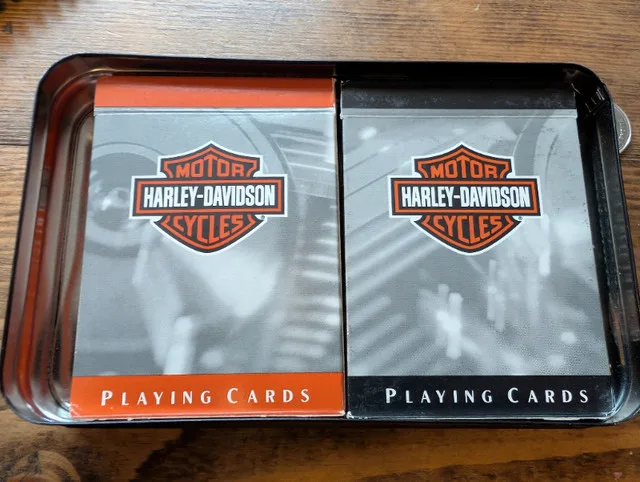 MOTOR
HARLEY-DAVIDSON
CYCLES
PLAYING CARDS
MOTOR
HARLEY-DAVIDSON
CYCLES
PLAYING CARDS